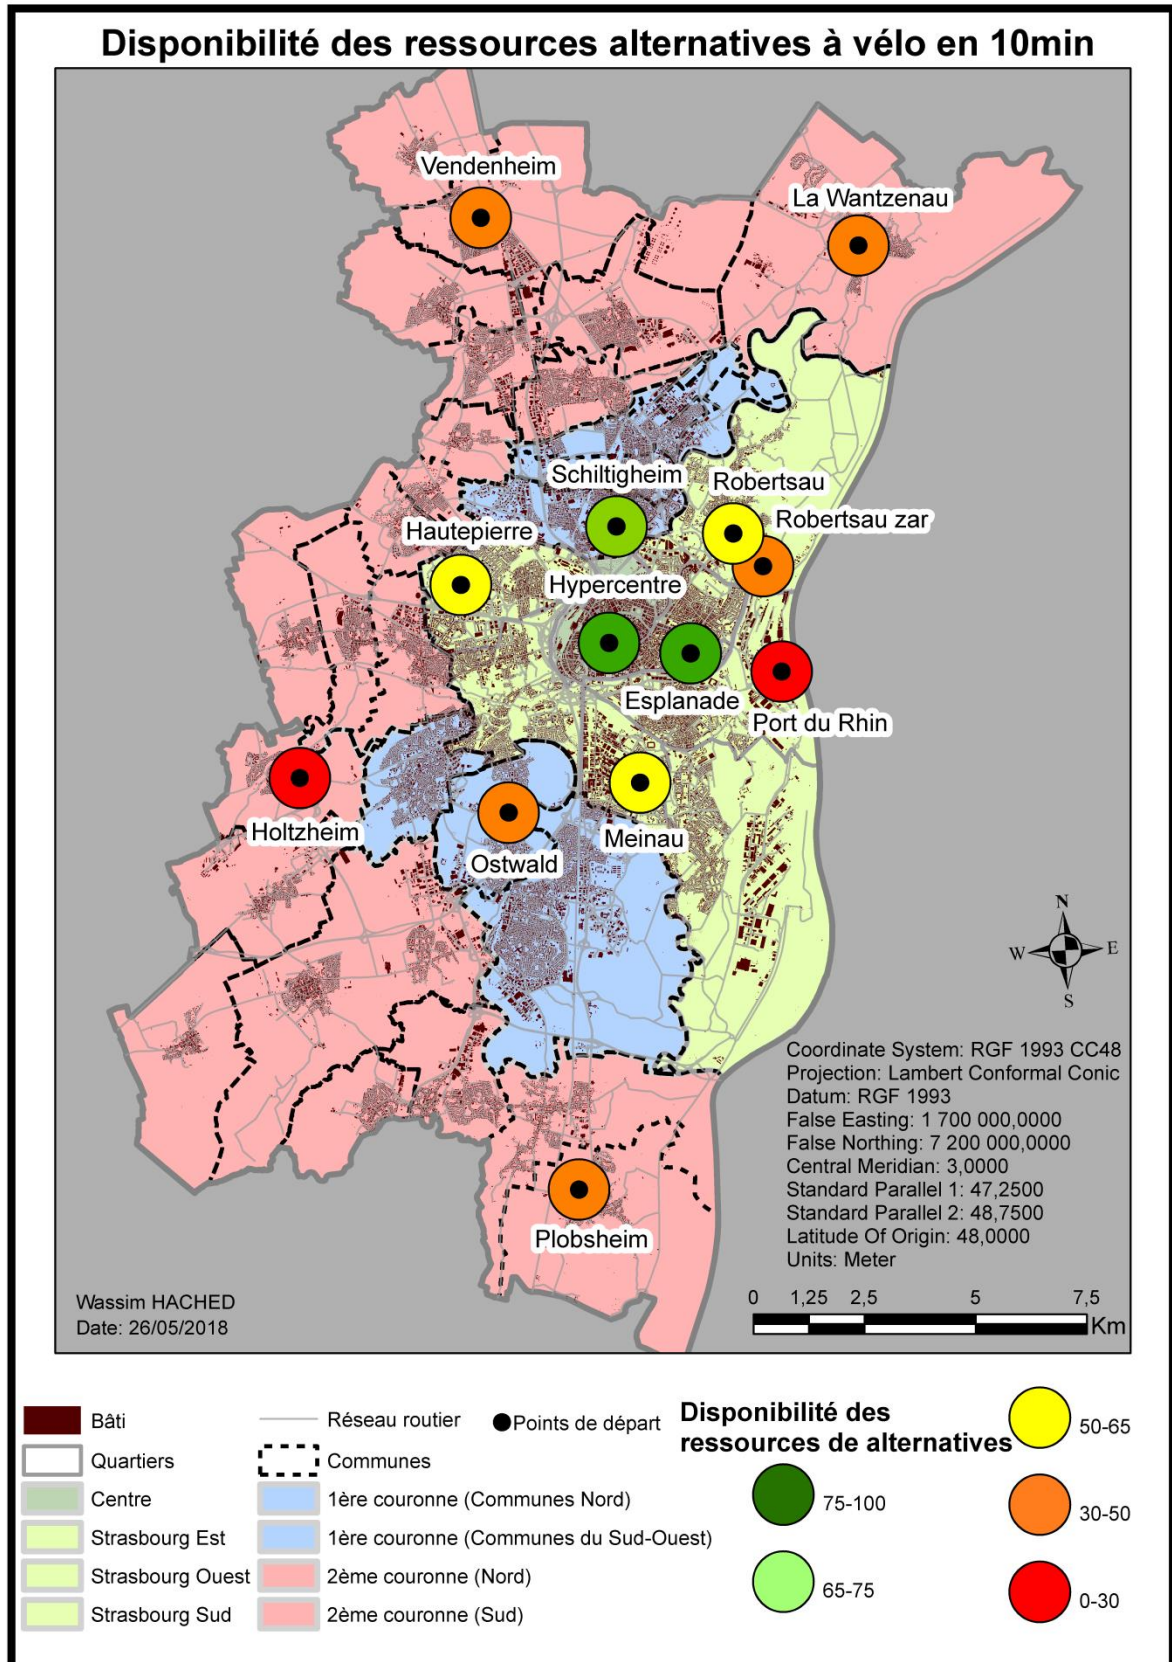 Disponibilité des ressources alternatives à vélo en 10min
Vendenheim
La Wantzenau
Schiltigheim
Robertsau
Robertsau zar
Hautepierre
Hypercentre
Esplanade
Port du Rhin
Holtzheim
Ostwald
Meinau
Plobsheim
N
W
E
S
Coordinate System: RGF 1993 CC48
Projection: Lambert Conformal Conic
Datum: RGF 1993
False Easting: 1 700 000,0000
False Northing: 7 200 000,0000
Central Meridian: 3,0000
Standard Parallel 1: 47,2500
Standard Parallel 2: 48,7500
Latitude Of Origin: 48,0000
Units: Meter
0 1,25 2,5 5 7,5
Km
Wassim HACHED
Date: 26/05/2018
Bâti
Quartiers
Centre
Strasbourg Est
Strasbourg Ouest
Strasbourg Sud
Réseau routier
Communes
1ère couronne (Communes Nord)
1ère couronne (Communes du Sud-Ouest)
2ème couronne (Nord)
2ème couronne (Sud)
Points de départ
Disponibilité des
ressources de alternatives
75-100
65-75
50-65
30-50
0-30